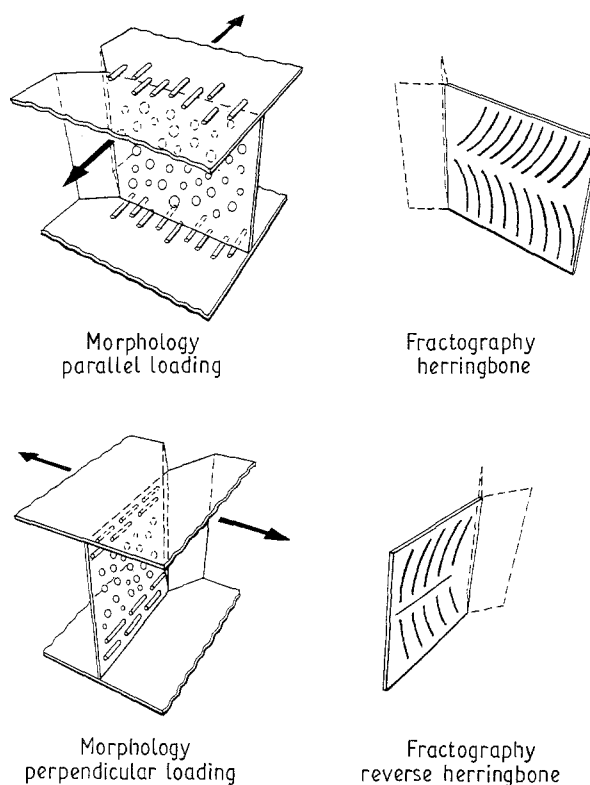 Morphology
parallel loading
Fractography
herringbone
Morphology
perpendicular loading
Fractography
reverse herringbone